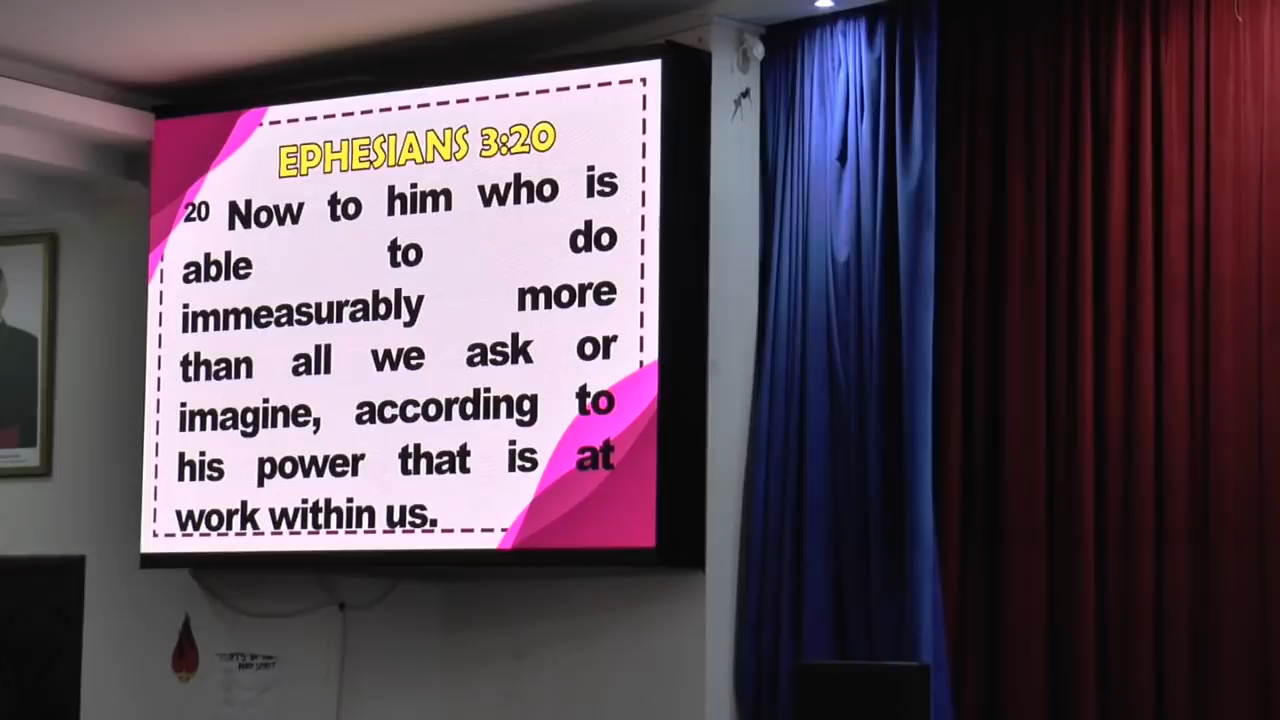 EPHESIANS 3:20
20 Now to him who is
able to do
immeasurably more
than all we ask or
imagine, according to
his power that is at
work within us.